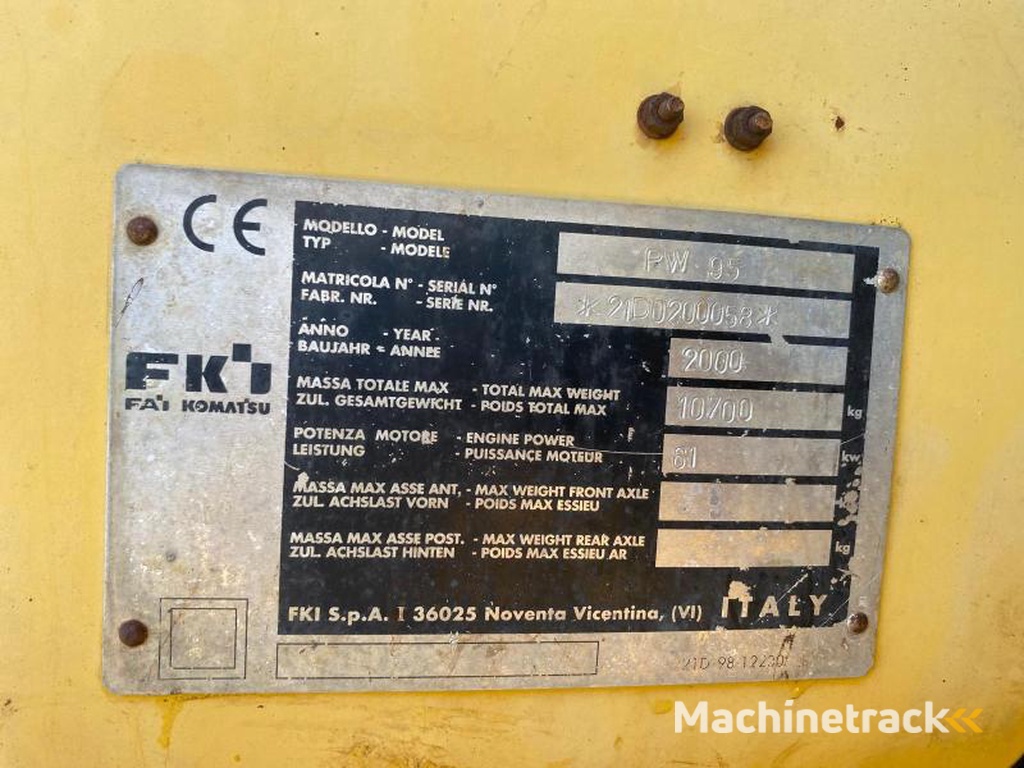 CE
FKI
FAI KOMATSU
MODELLO - MODEL
TYP - MODELE
PW 95
MATRICOLA N° - SERIAL N°
FABR. NR. - SERIE NR.
*21D0200058*
ANNO - YEAR
BAUJAHR - ANNEE
2000
MASSA TOTALE MAX - TOTAL MAX WEIGHT
ZUL. GESAMTGEWICHT - POIDS TOTAL MAX
10700 kg
POTENZA MOTORE - ENGINE POWER
LEISTUNG - PUISSANCE MOTEUR
61 kw
MASSA MAX ASSE ANT, - MAX WEIGHT FRONT AXLE
ZUL. ACHSLAST VORN - POIDS MAX ESSIEU
MASSA MAX ASSE POST. - MAX WEIGHT REAR AXLE
ZUL. ACHSLAST HINTEN - POIDS MAX ESSIEU AR
kg
FKI S.p.A. I 36025 Noventa Vicentina, (VI) ITALY
21D-98-12230
Machinetrack